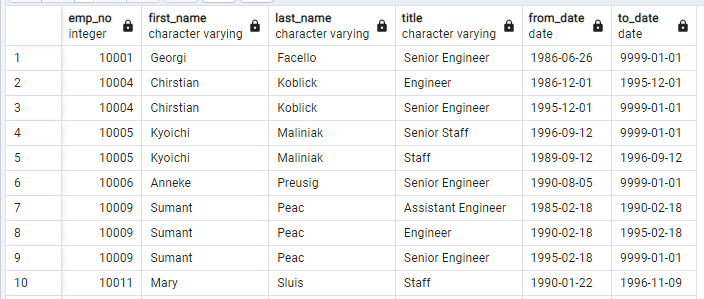 emp_no integer first_name character varying last_name character varying title character varying from_date date to_date date
1 10001 Georgi Facello Senior Engineer 1986-06-26 9999-01-01
2 10004 Chirstian Koblick Engineer 1986-12-01 1995-12-01
3 10004 Chirstian Koblick Senior Engineer 1995-12-01 9999-01-01
4 10005 Kyoichi Maliniak Senior Staff 1996-09-12 9999-01-01
5 10005 Kyoichi Maliniak Staff 1989-09-12 1996-09-12
6 10006 Anneke Preusig Senior Engineer 1990-08-05 9999-01-01
7 10009 Sumant Peac Assistant Engineer 1985-02-18 1990-02-18
8 10009 Sumant Peac Engineer 1990-02-18 1995-02-18
9 10009 Sumant Peac Senior Engineer 1995-02-18 9999-01-01
10 10011 Mary Sluis Staff 1990-01-22 1996-11-09